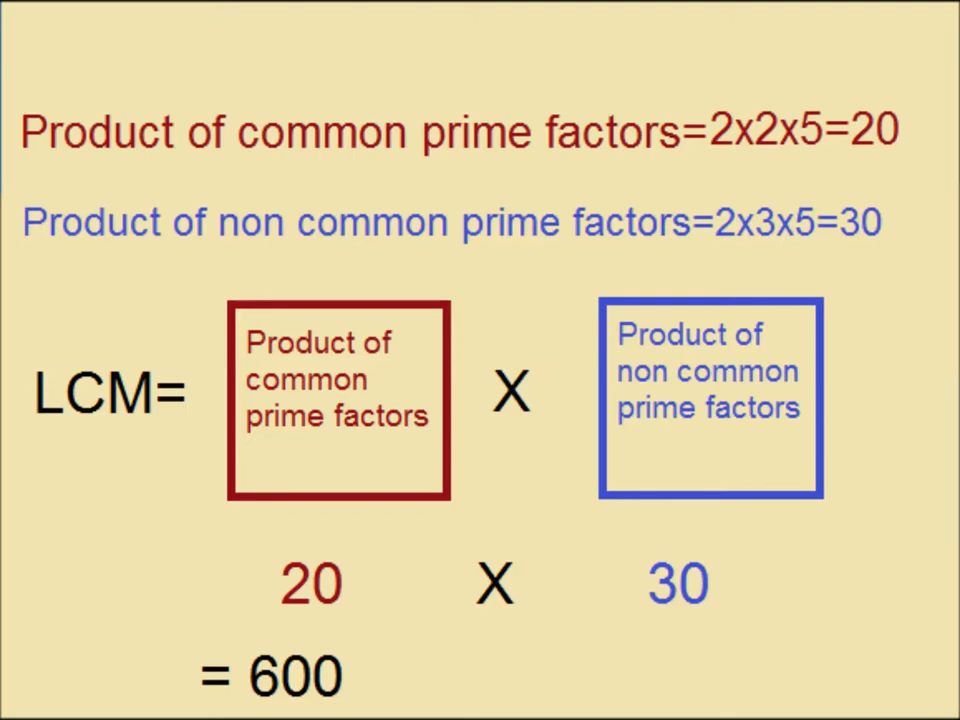 Product of common prime factors=2x2x5=20
Product of non common prime factors=2x3x5=30
LCM=
Product of
common
prime factors
X
Product of
non common
prime factors
20 X 30
= 600